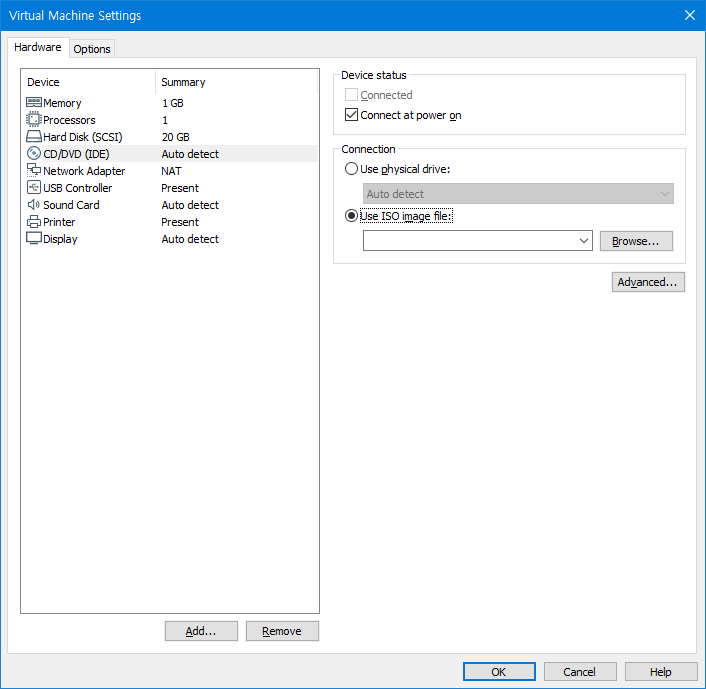 Virtual Machine Settings
Hardware
Options
Device Summary
Memory 1 GB
Processors 1
Hard Disk (SCSI) 20 GB
CD/DVD (IDE) Auto detect
Network Adapter NAT
USB Controller Present
Sound Card Auto detect
Printer Present
Display Auto detect
Add...
Remove
Device status
Connected
Connect at power on
Connection
Use physical drive:
Auto detect
Use ISO image file:
Browse...
Advanced...
OK
Cancel
Help